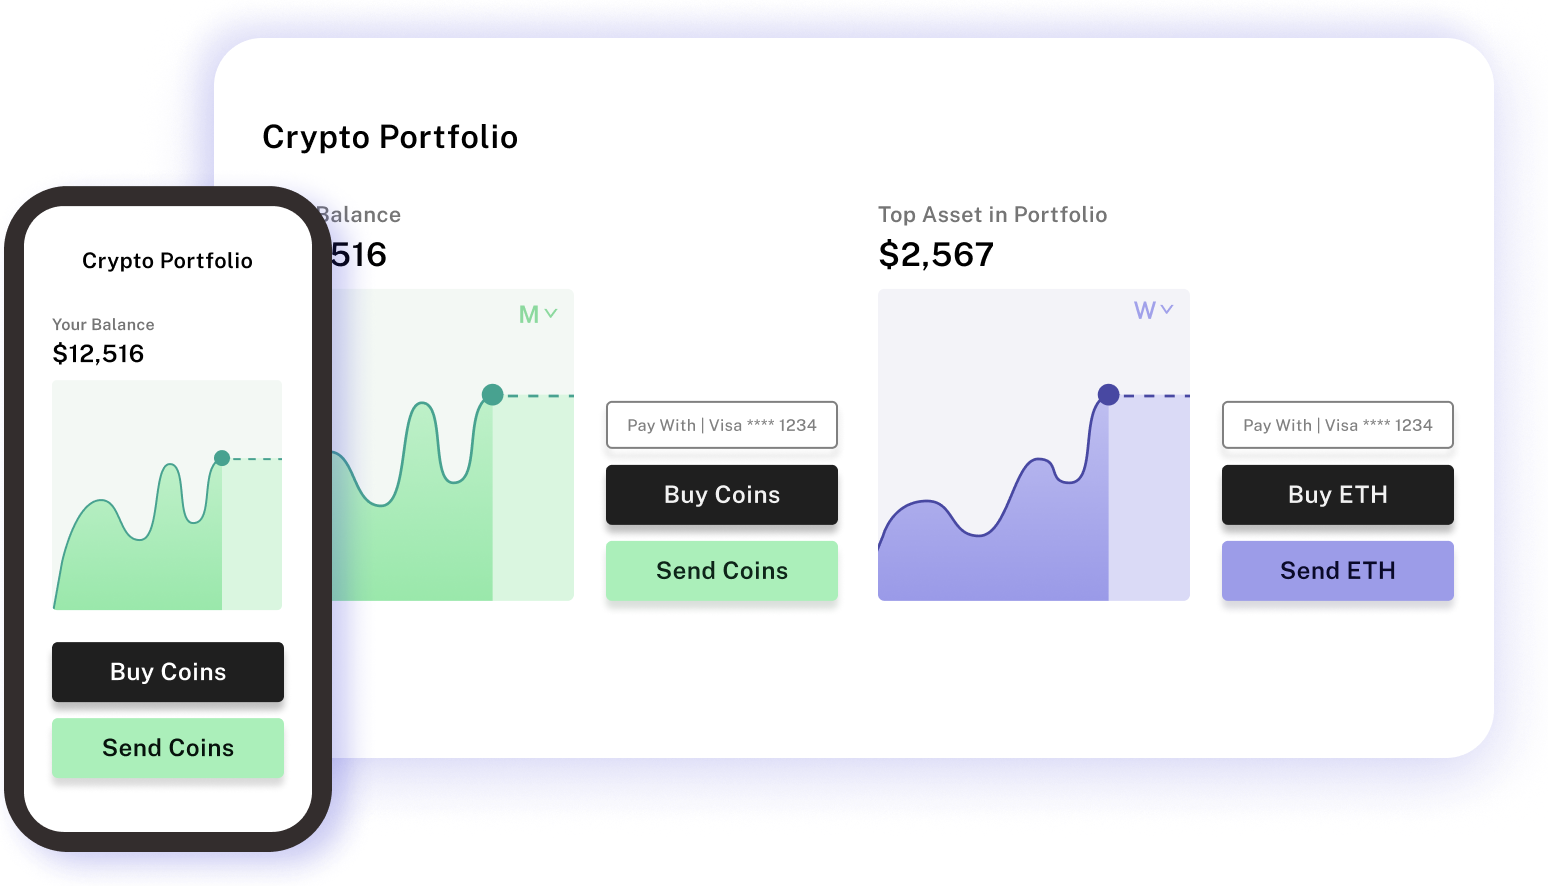 Crypto Portfolio
Balance
516
M
Pay With | Visa **** 1234
Buy Coins
Send Coins
Top Asset in Portfolio
$2,567
W
Pay With | Visa **** 1234
Buy ETH
Send ETH
Crypto Portfolio
Your Balance
$12,516
Buy Coins
Send Coins